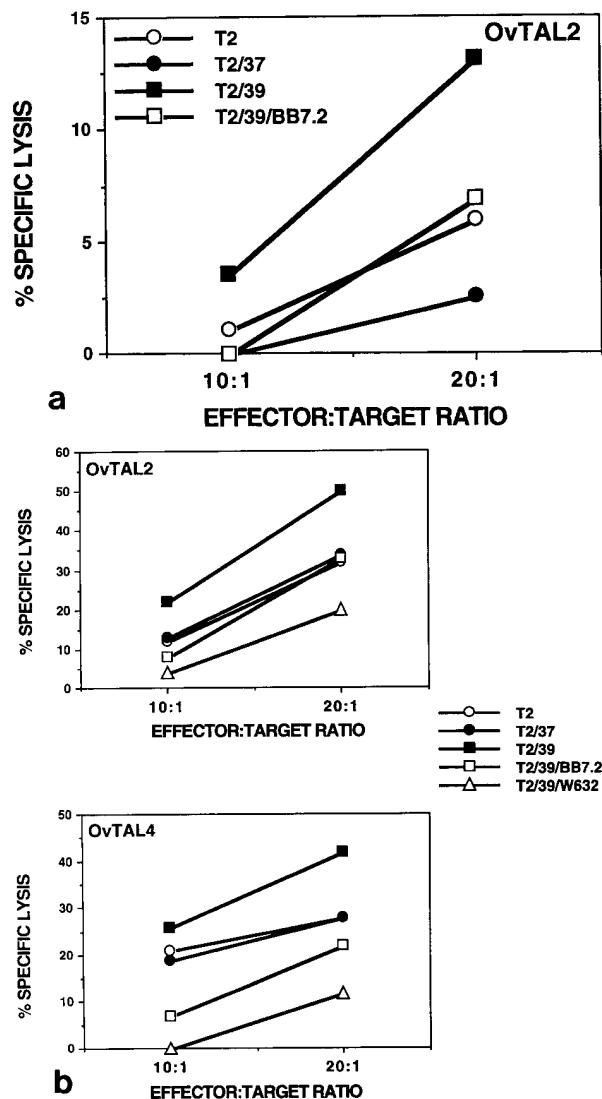 OvTAL2
T2
T2/37
T2/39
T2/39/BB7.2
15
10
5
0
% SPECIFIC LYSIS
10:1
20:1
EFFECTOR:TARGET RATIO
a
OvTAL2
60
50
40
30
20
10
0
% SPECIFIC LYSIS
10:1
20:1
EFFECTOR:TARGET RATIO
T2
T2/37
T2/39
T2/39/BB7.2
T2/39/W632
OvTAL4
50
40
30
20
10
0
% SPECIFIC LYSIS
10:1
20:1
EFFECTOR:TARGET RATIO
b